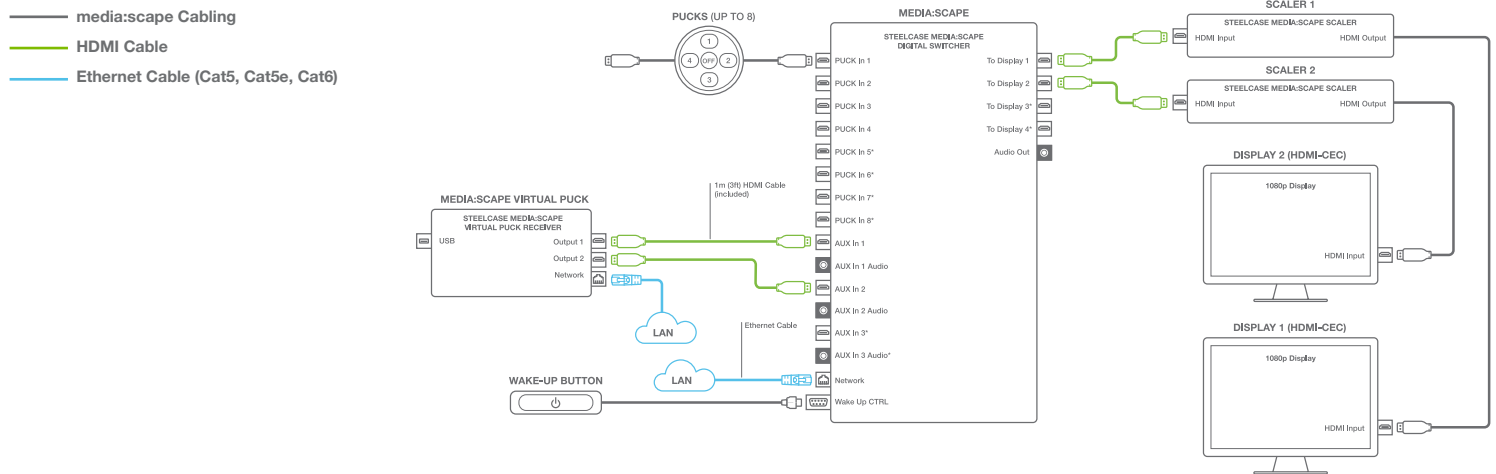 media:scape Cabling
HDMI Cable
Ethernet Cable (Cat5, Cat5e, Cat6)
PUCKS (UP TO 8)
1
4
OFF
2
3
MEDIA:SCAPE
STEELCASE MEDIA:SCAPE
DIGITAL SWITCHER
PUCK In 1
PUCK In 2
PUCK In 3
PUCK In 4
PUCK In 5*
PUCK In 6*
PUCK In 7*
PUCK In 8*
AUX In 1
AUX In 1 Audio
AUX In 2
AUX In 2 Audio
AUX In 3*
AUX In 3 Audio*
Network
Wake Up CTRL
To Display 1
To Display 2
To Display 3*
To Display 4*
Audio Out
MEDIA:SCAPE VIRTUAL PUCK
STEELCASE MEDIA:SCAPE
VIRTUAL PUCK RECEIVER
USB
Output 1
Output 2
Network
1m (3ft) HDMI Cable
(included)
LAN
Ethernet Cable
LAN
WAKE-UP BUTTON
SCALER 1
STEELCASE MEDIA:SCAPE SCALER
HDMI Input
HDMI Output
SCALER 2
STEELCASE MEDIA:SCAPE SCALER
HDMI Input
HDMI Output
DISPLAY 2 (HDMI-CEC)
1080p Display
HDMI Input
DISPLAY 1 (HDMI-CEC)
1080p Display
HDMI Input